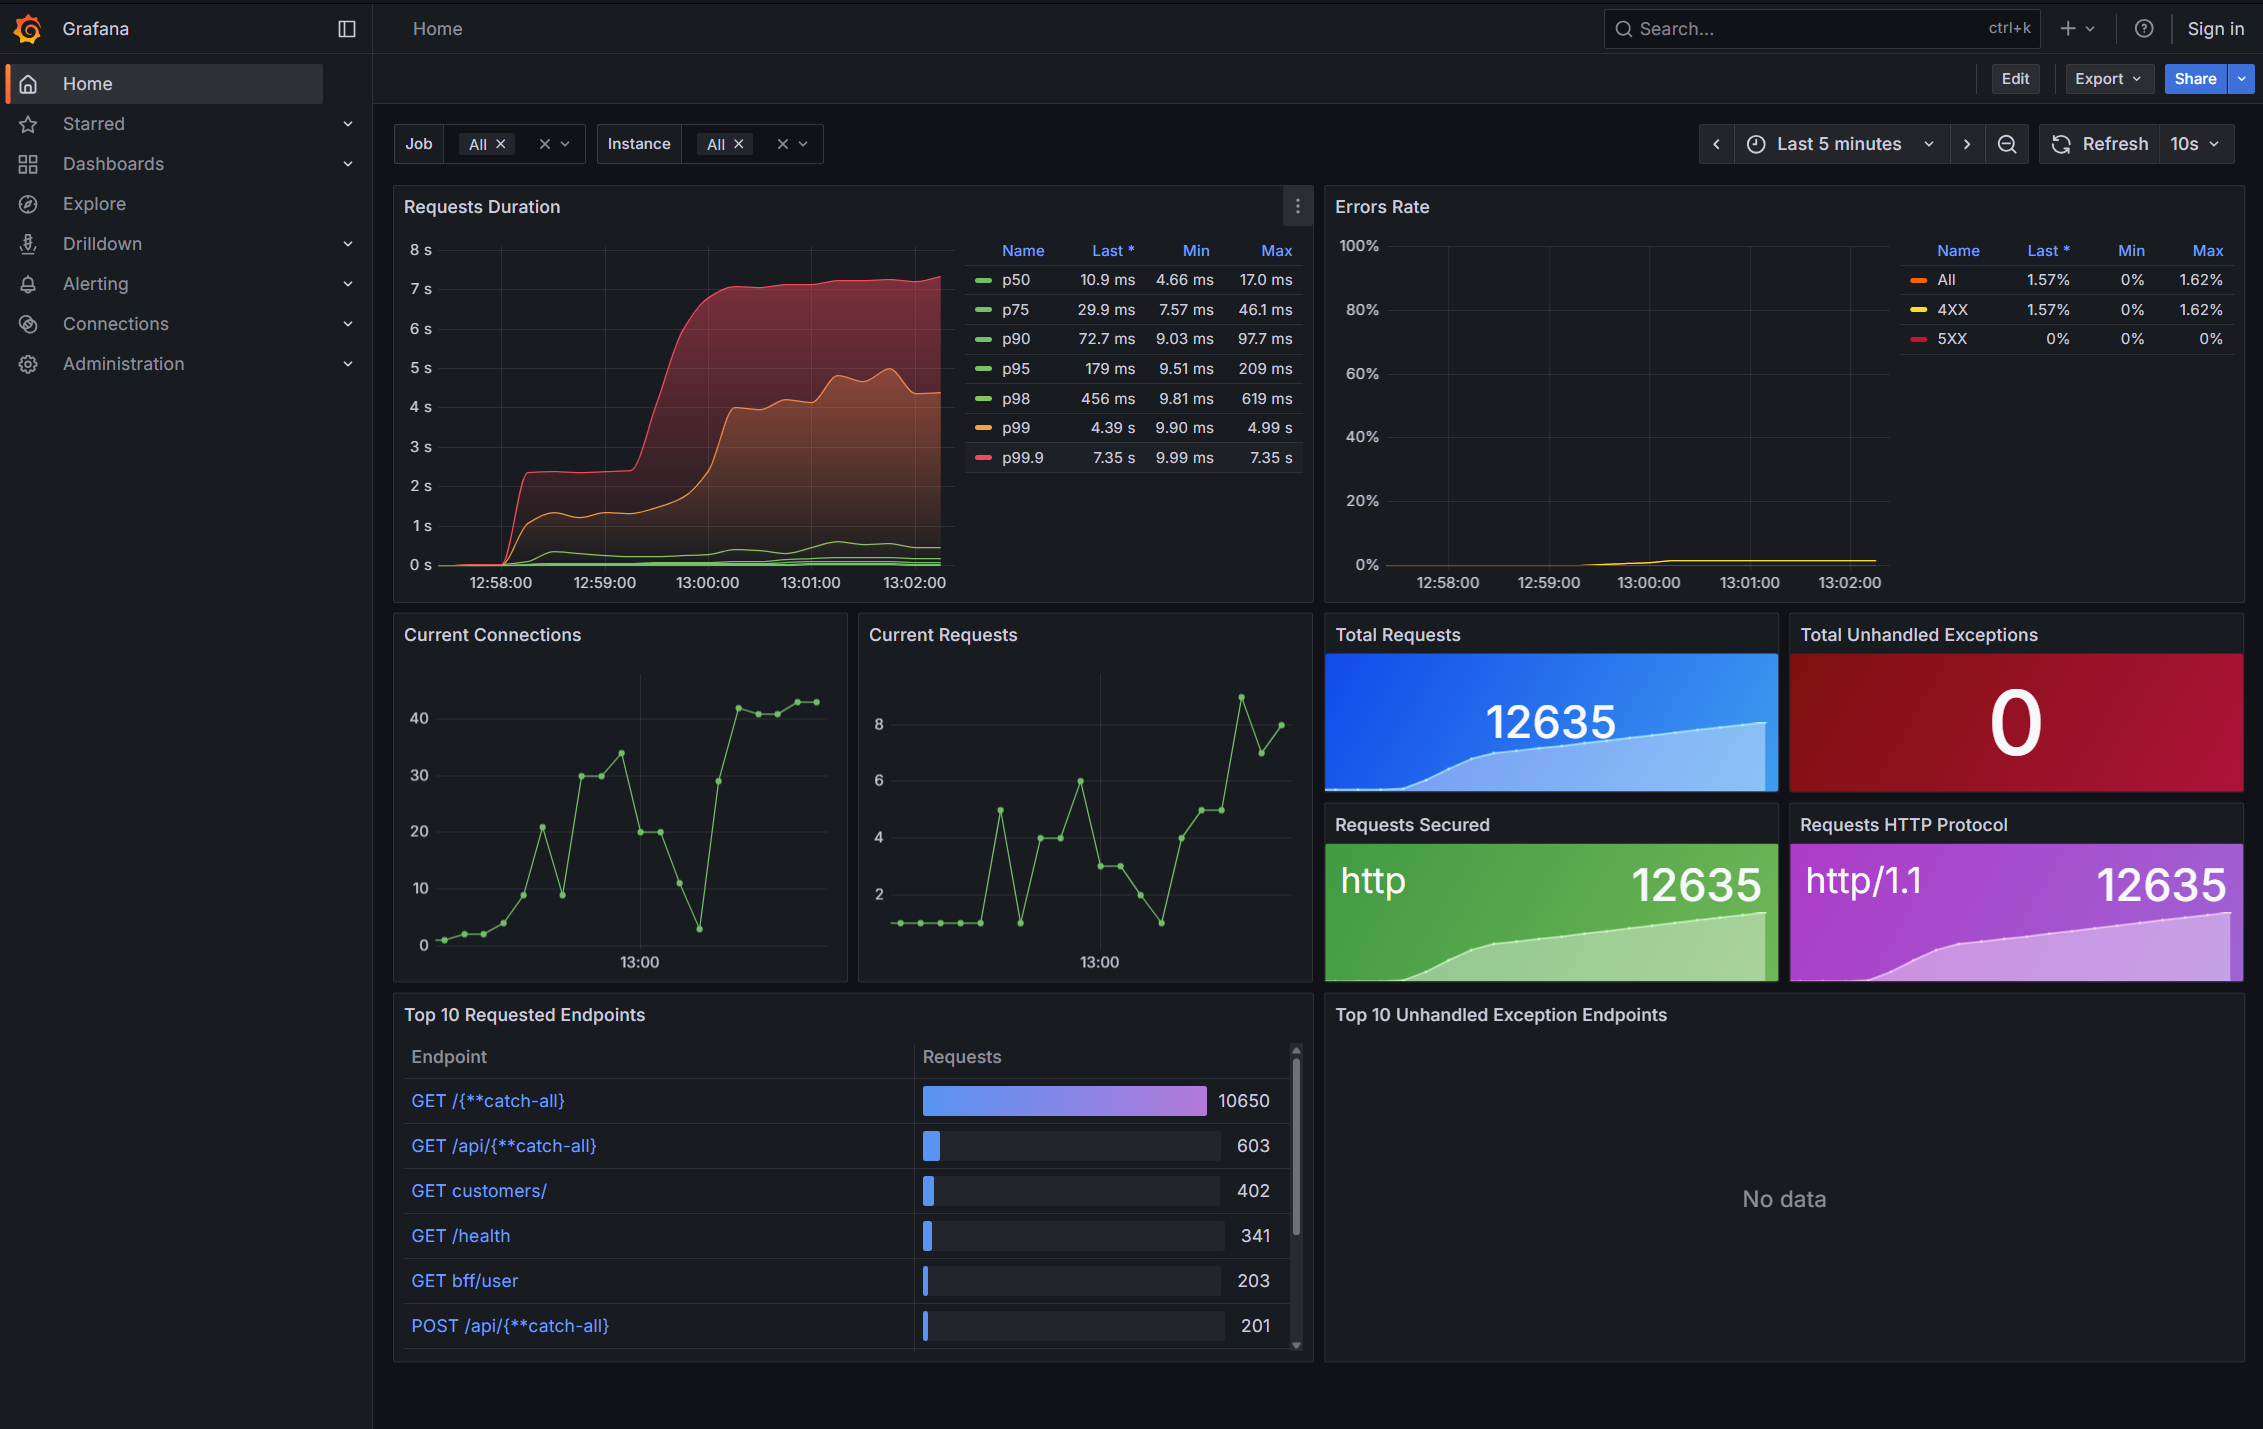 Grafana
Home
Search...
ctrl+k
Sign in
Home
Starred
Dashboards
Explore
Drilldown
Alerting
Connections
Administration
Edit
Export
Share
Job All
Instance All
Last 5 minutes
Refresh 10s
Requests Duration
8 s
7 s
6 s
5 s
4 s
3 s
2 s
1 s
0 s
12:58:00 12:59:00 13:00:00 13:01:00 13:02:00
Name Last * Min Max
p50 10.9 ms 4.66 ms 17.0 ms
p75 29.9 ms 7.57 ms 46.1 ms
p90 72.7 ms 9.03 ms 97.7 ms
p95 179 ms 9.51 ms 209 ms
p98 456 ms 9.81 ms 619 ms
p99 4.39 s 9.90 ms 4.99 s
p99.9 7.35 s 9.99 ms 7.35 s
Errors Rate
100%
80%
60%
40%
20%
0%
12:58:00 12:59:00 13:00:00 13:01:00 13:02:00
Name Last * Min Max
All 1.57% 0% 1.62%
4XX 1.57% 0% 1.62%
5XX 0% 0% 0%
Current Connections
40
30
20
10
0
13:00
Current Requests
8
6
4
2
13:00
Total Requests
12635
Total Unhandled Exceptions
0
Requests Secured
http 12635
Requests HTTP Protocol
http/1.1 12635
Top 10 Requested Endpoints
Endpoint Requests
GET /{**catch-all} 10650
GET /api/{**catch-all} 603
GET customers/ 402
GET /health 341
GET bff/user 203
POST /api/{**catch-all} 201
Top 10 Unhandled Exception Endpoints
No data